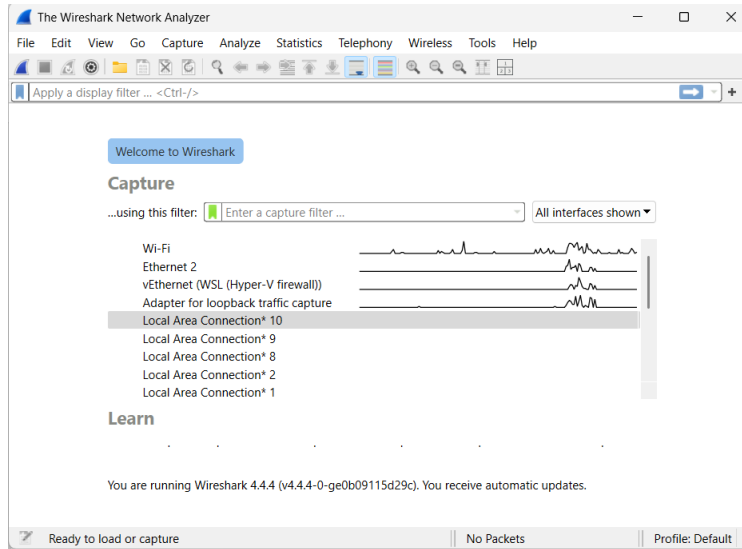 The Wireshark Network Analyzer
File Edit View Go Capture Analyze Statistics Telephony Wireless Tools Help
Apply a display filter ... <Ctrl-/>
Welcome to Wireshark
Capture
...using this filter: Enter a capture filter ... All interfaces shown
Wi-Fi
Ethernet 2
vEthernet (WSL (Hyper-V firewall))
Adapter for loopback traffic capture
Local Area Connection* 10
Local Area Connection* 9
Local Area Connection* 8
Local Area Connection* 2
Local Area Connection* 1
Learn
You are running Wireshark 4.4.4 (v4.4.4-0-ge0b09115d29c). You receive automatic updates.
Ready to load or capture No Packets Profile: Default